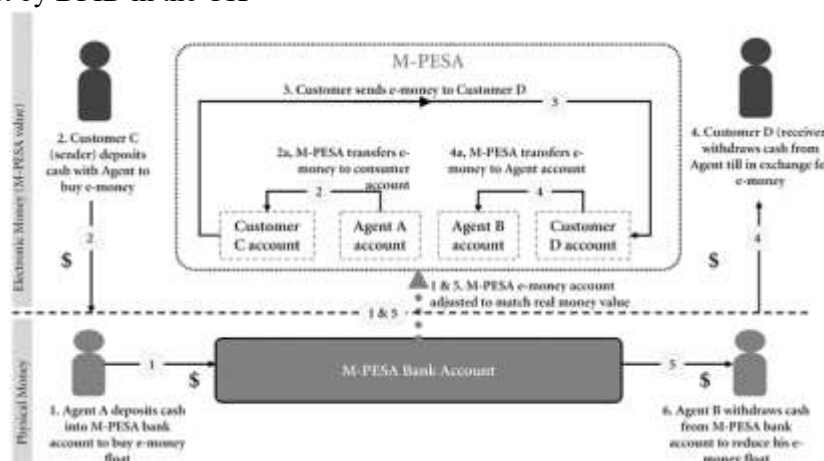 M-PESA
3. Customer sends e-money to Customer D
3
2. Customer C
(sender) deposits
cash with Agent to
buy e-money
2a, M-PESA transfers e-
money to consumer
account
4a, M-PESA transfers e-
money to Agent account
4. Customer D (receiver
withdraws cash from
Agent till in exchange fo
e-money
2
4
Customer
C account
Agent A
account
Agent B
account
Customer
D account
2
$
$
4
1 & 5. M-PESA e-money account
adjusted to match real money value
1 & 5
Electronic Money (M-PESA value)
Physical Money
1
$
M-PESA Bank Account
5
$
1. Agent A deposits cash
into M-PESA bank
account to buy e-money
float
6. Agent B withdraws cash
from M-PESA bank
account to reduce his e-
money float